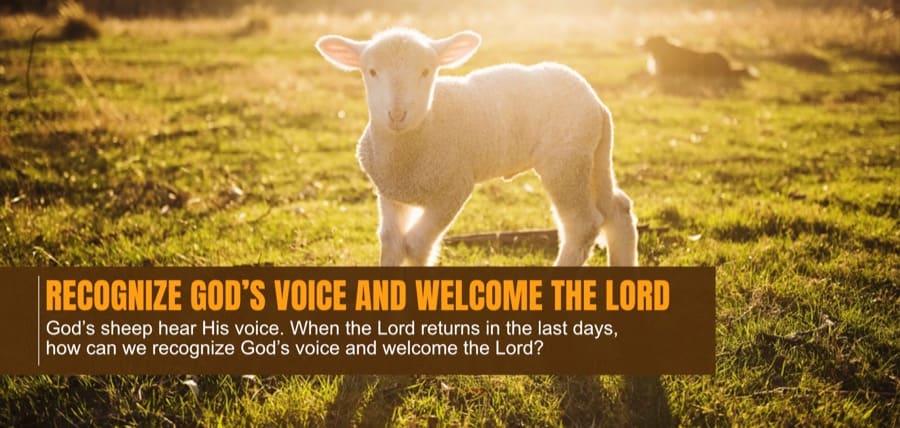 RECOGNIZE GOD’S VOICE AND WELCOME THE LORD
God’s sheep hear His voice. When the Lord returns in the last days,
how can we recognize God’s voice and welcome the Lord?